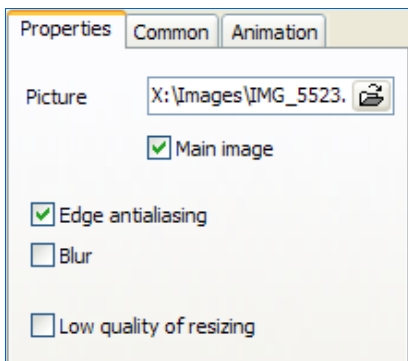 Properties Common Animation
Picture X:\Images\IMG_5523.
Main image
Edge antialiasing
Blur
Low quality of resizing